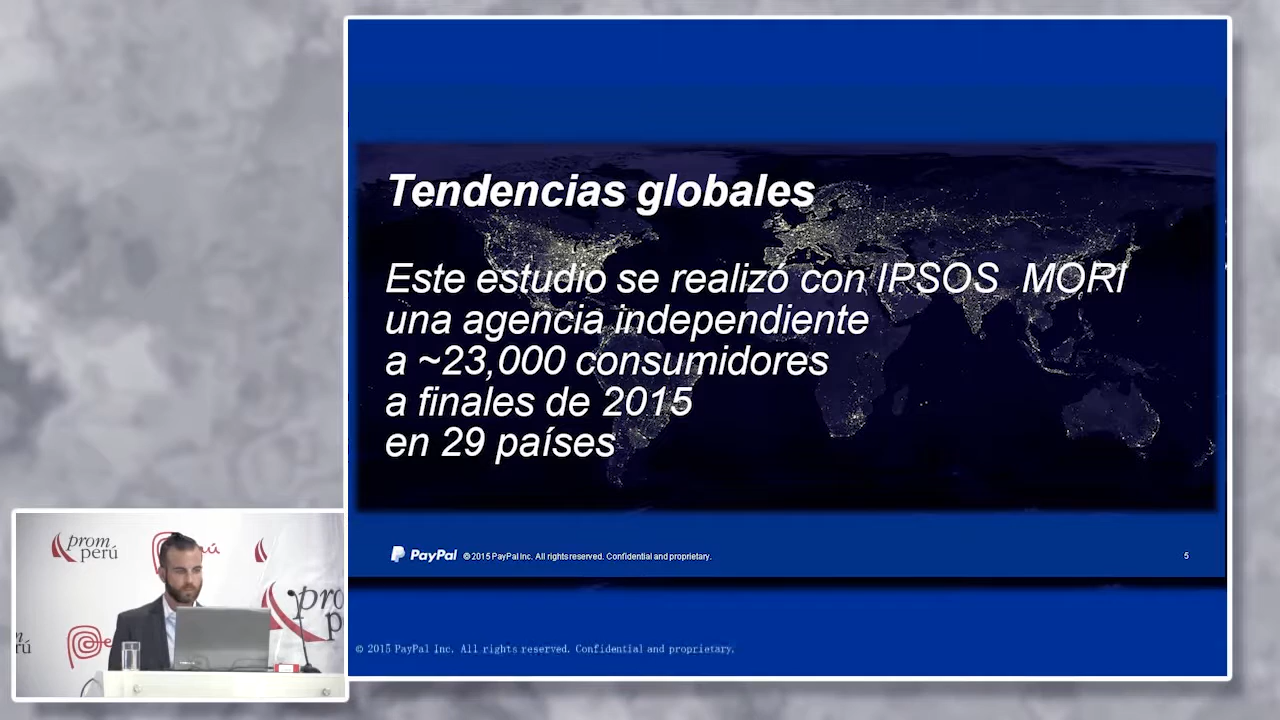 Tendencias globales
Este estudio se realizó con IPSOS MORI
una agencia independiente
a ~23,000 consumidores
a finales de 2015
en 29 países
PayPal © 2015 PayPal Inc. All rights reserved. Confidential and proprietary.
5
© 2015 PayPal Inc. All rights reserved. Confidential and proprietary.
prom
perú